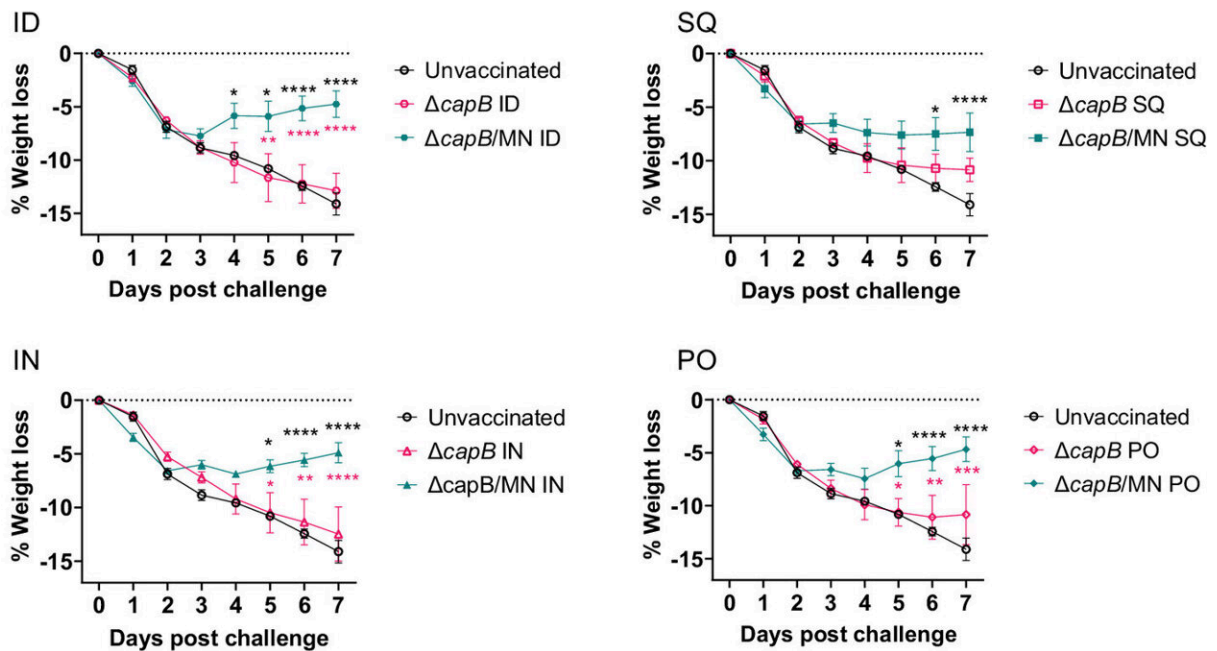 ID
% Weight loss
0
-5
-10
-15
* * **** ****
** **** ****
0 1 2 3 4 5 6 7
Days post challenge
Unvaccinated
ΔcapB ID
ΔcapB/MN ID
SQ
% Weight loss
0
-5
-10
-15
* ****
0 1 2 3 4 5 6 7
Days post challenge
Unvaccinated
ΔcapB SQ
ΔcapB/MN SQ
IN
% Weight loss
0
-5
-10
-15
* **** ****
* ** ****
0 1 2 3 4 5 6 7
Days post challenge
Unvaccinated
ΔcapB IN
ΔcapB/MN IN
PO
% Weight loss
0
-5
-10
-15
* **** ****
* ** ***
0 1 2 3 4 5 6 7
Days post challenge
Unvaccinated
ΔcapB PO
ΔcapB/MN PO